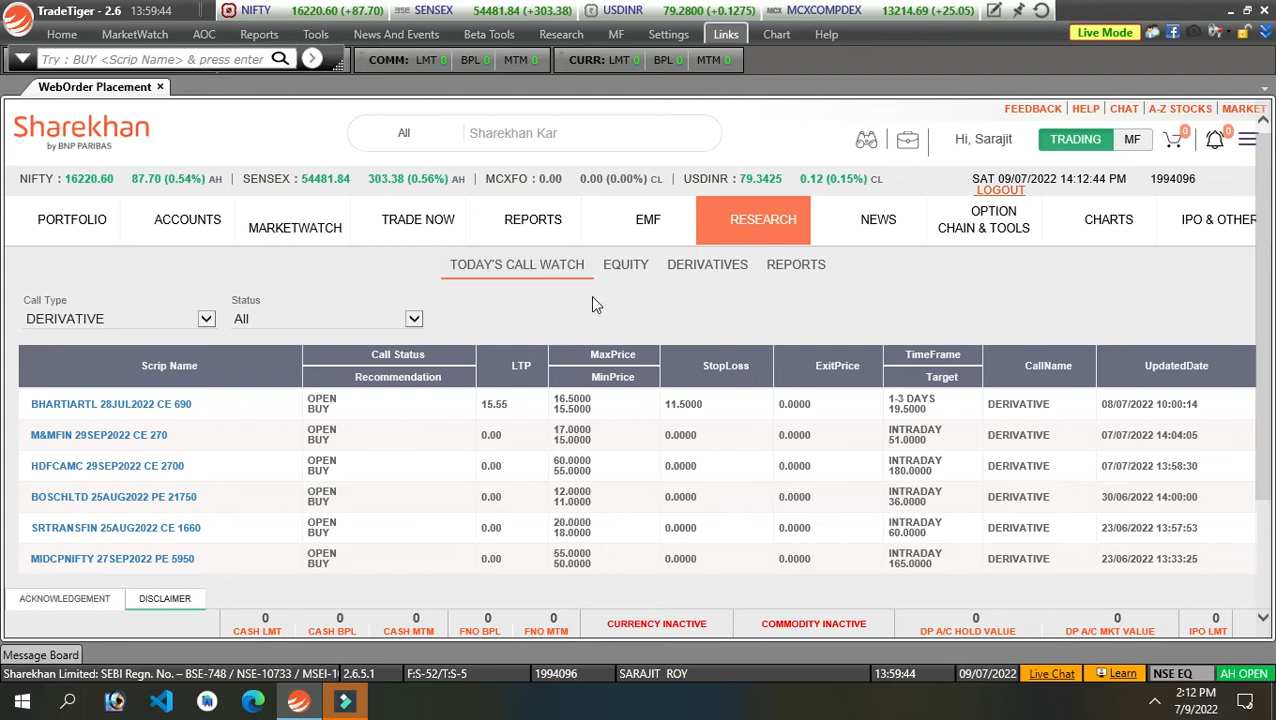 TradeTiger - 2.6 13:59:44 NIFTY 16220.60 (+87.70) SENSEX 54481.84 (+303.38) USDINR 79.2800 (+0.1275) MCXCOMPDEX 13214.69 (+25.05)
Home MarketWatch AOC Reports Tools News And Events Beta Tools Research MF Settings Links Chart Help Live Mode
Try : BUY <Scrip Name> & press enter COMM: LMT 0 BPL 0 MTM 0 CURR: LMT 0 BPL 0 MTM 0
WebOrder Placement ×
FEEDBACK | HELP | CHAT | A-Z STOCKS | MARKET
Sharekhan
by BNP PARIBAS
All Sharekhan Kar
Hi, Sarajit TRADING MF 0 0
NIFTY : 16220.60 87.70 (0.54%) AH | SENSEX : 54481.84 303.38 (0.56%) AH | MCXFO : 0.00 0.00 (0.00%) CL | USDINR : 79.3425 0.12 (0.15%) CL SAT 09/07/2022 14:12:44 PM 1994096
LOGOUT
PORTFOLIO ACCOUNTS MARKETWATCH TRADE NOW REPORTS EMF RESEARCH NEWS OPTION CHAIN & TOOLS CHARTS IPO & OTHER
TODAY'S CALL WATCH EQUITY DERIVATIVES REPORTS
Call Type Status
DERIVATIVE All
Scrip Name Call Status LTP MaxPrice StopLoss ExitPrice TimeFrame CallName UpdatedDate
Recommendation MinPrice Target
BHARTIARTL 28JUL2022 CE 690 OPEN 15.55 16.5000 11.5000 0.0000 1-3 DAYS DERIVATIVE 08/07/2022 10:00:14
BUY 15.5000 19.5000
M&MFIN 29SEP2022 CE 270 OPEN 0.00 17.0000 0.0000 0.0000 INTRADAY DERIVATIVE 07/07/2022 14:04:05
BUY 15.0000 51.0000
HDFCAMC 29SEP2022 CE 2700 OPEN 0.00 60.0000 0.0000 0.0000 INTRADAY DERIVATIVE 07/07/2022 13:58:30
BUY 55.0000 180.0000
BOSCHLTD 25AUG2022 PE 21750 OPEN 0.00 12.0000 0.0000 0.0000 INTRADAY DERIVATIVE 30/06/2022 14:00:00
BUY 11.0000 36.0000
SRTRANSFIN 25AUG2022 CE 1660 OPEN 0.00 20.0000 0.0000 0.0000 INTRADAY DERIVATIVE 23/06/2022 13:57:53
BUY 18.0000 60.0000
MIDCPNIFTY 27SEP2022 PE 5950 OPEN 0.00 55.0000 0.0000 0.0000 INTRADAY DERIVATIVE 23/06/2022 13:33:25
BUY 50.0000 165.0000
ACKNOWLEDGEMENT DISCLAIMER
0 0 0 0 0 0 0 0
CASH LMT CASH BPL CASH MTM FNO BPL FNO MTM CURRENCY INACTIVE COMMODITY INACTIVE DP A/C HOLD VALUE DP A/C MKT VALUE IPO LMT
Message Board
Sharekhan Limited: SEBI Regn. No. – BSE-748 / NSE-10733 / MSEI-1 2.6.5.1 F:S-52/T:S-5 1994096 SARAJIT ROY 13:59:44 09/07/2022 Live Chat Learn NSE EQ AH OPEN
2:12 PM
7/9/2022